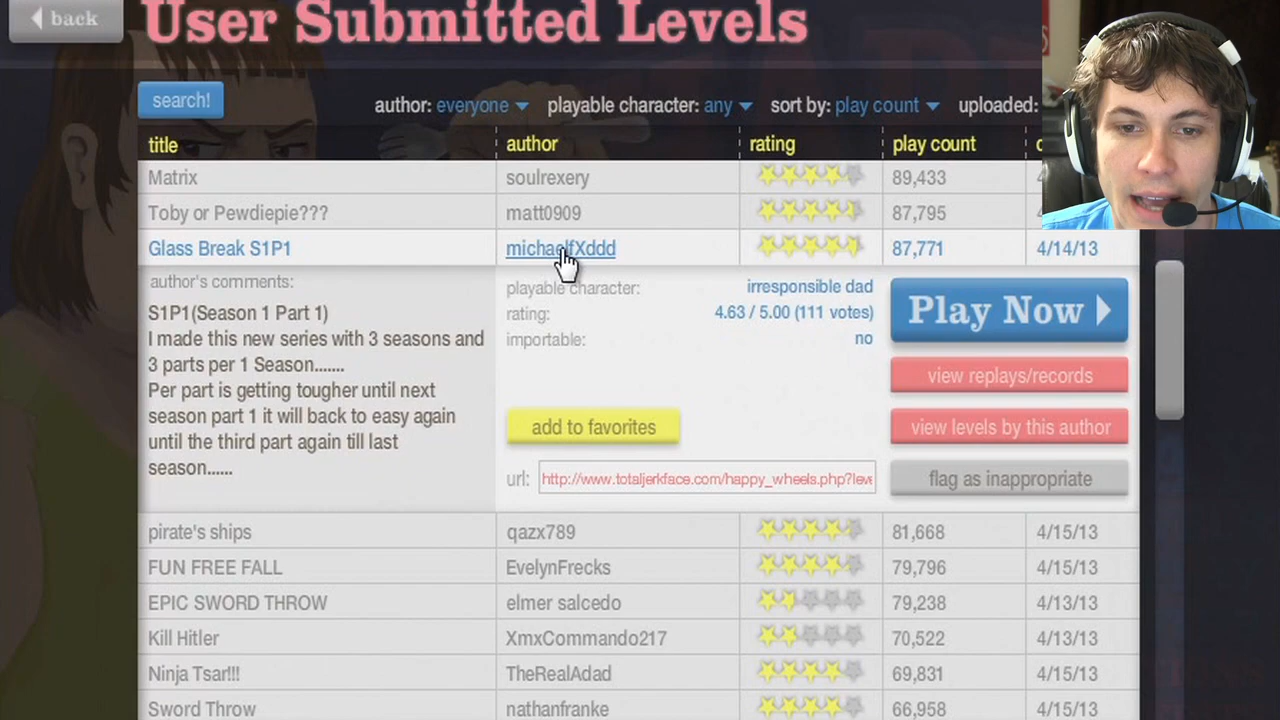 back
User Submitted Levels
search!
author: everyone playable character: any sort by: play count uploaded:
title author rating play count
Matrix soulrexery 89,433
Toby or Pewdiepie??? matt0909 87,795
Glass Break S1P1 michaelfXddd 87,771 4/14/13
author's comments:
S1P1(Season 1 Part 1)
I made this new series with 3 seasons and
3 parts per 1 Season.......
Per part is getting tougher until next
season part 1 it will back to easy again
until the third part again till last
season......
playable character: irresponsible dad
rating: 4.63 / 5.00 (111 votes)
importable: no
add to favorites
url: http://www.totaljerkface.com/happy_wheels.php?leve
Play Now
view replays/records
view levels by this author
flag as inappropriate
pirate's ships qazx789 81,668 4/15/13
FUN FREE FALL EvelynFrecks 79,796 4/15/13
EPIC SWORD THROW elmer salcedo 79,238 4/13/13
Kill Hitler XmxCommando217 70,522 4/13/13
Ninja Tsar!!! TheRealAdad 69,831 4/15/13
Sword Throw nathanfranke 66,958 4/15/13